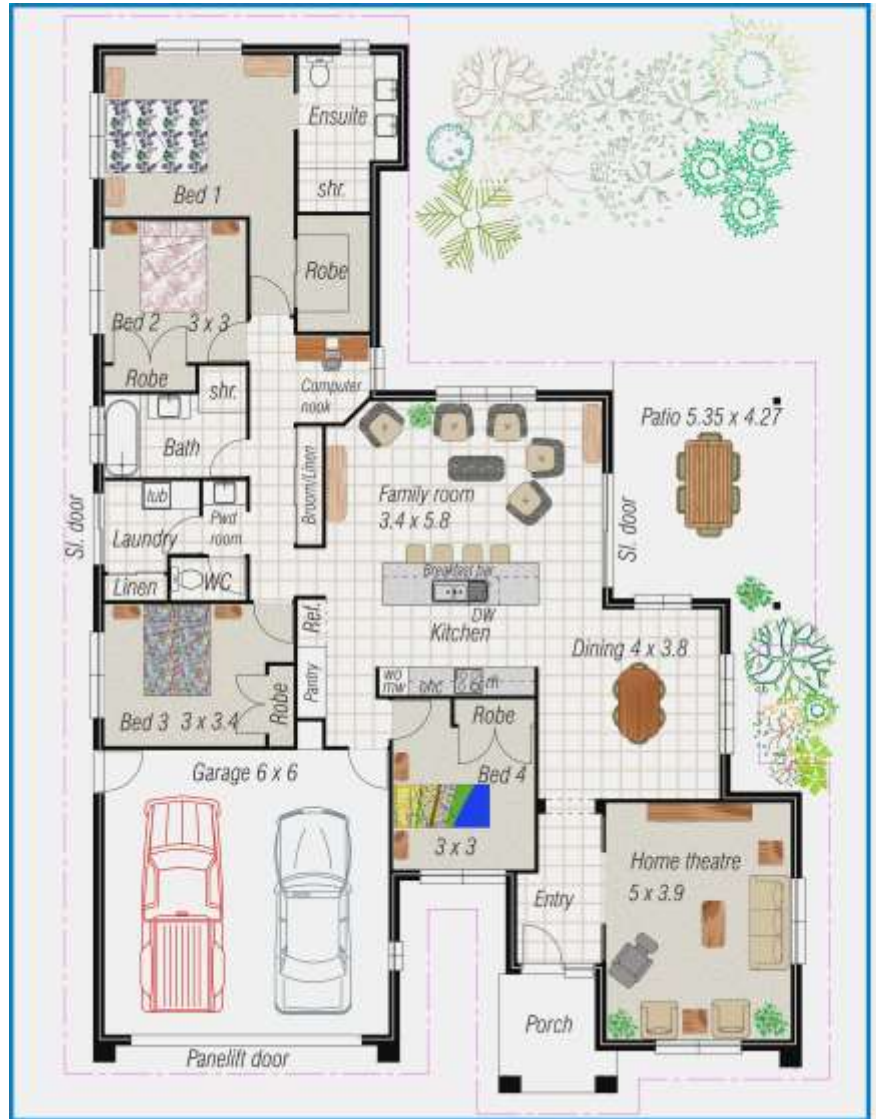 Ensuite
Bed 1
shr.
Robe
Bed 2 3 x 3
Robe
shr.
Computer
nook
Bath
Patio 5.35 x 4.27
Broom/Linen
Family room
3.4 x 5.8
tub
Pwd
room
Laundry
Sl. door
Sl. door
Linen
WC
Breakfast bar
DW
Kitchen
Ref.
Pantry
Dining 4 x 3.8
wo
mw
ohc
Robe
Bed 3 3 x 3.4
Robe
Garage 6 x 6
Bed 4
3 x 3
Home theatre
5 x 3.9
Entry
Porch
Panelift door